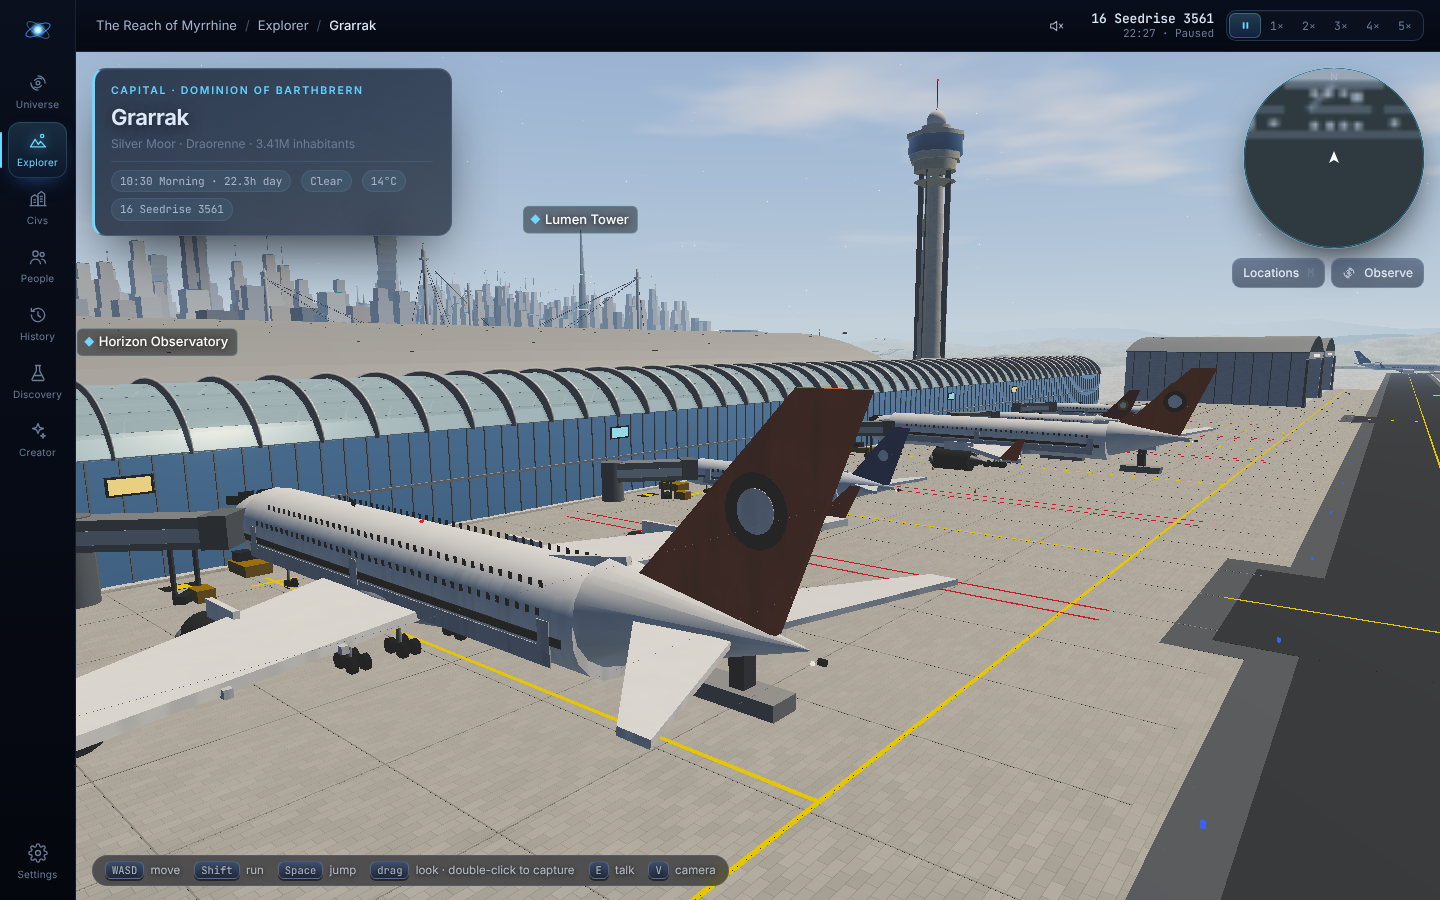 The Reach of Myrrhine / Explorer / Grarrak
16 Seedrise 3561
22:27 · Paused
1× 2× 3× 4× 5×
Universe
Explorer
Civs
People
History
Discovery
Creator
Settings
CAPITAL · DOMINION OF BARTHBRERN
Grarrak
Silver Moor · Draorenne · 3.41M inhabitants
10:30 Morning · 22.3h day
Clear
14°C
16 Seedrise 3561
Lumen Tower
Horizon Observatory
N
Locations M
Observe
WASD move Shift run Space jump drag look · double-click to capture E talk V camera